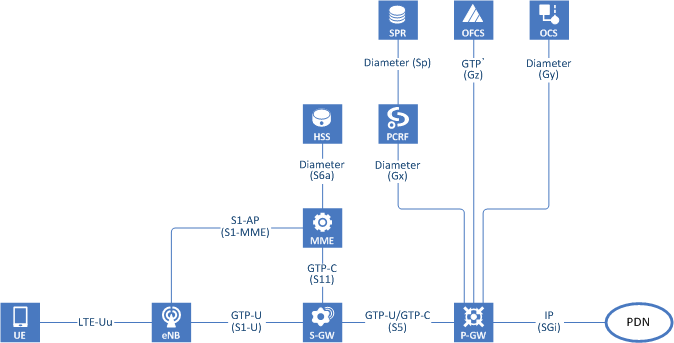 SPR
OFCS
OCS
Diameter (Sp)
GTP'
(Gz)
Diameter
(Gy)
HSS
PCRF
Diameter
(S6a)
Diameter
(Gx)
S1-AP
(S1-MME)
MME
GTP-C
(S11)
UE
LTE-Uu
eNB
GTP-U
(S1-U)
S-GW
GTP-U/GTP-C
(S5)
P-GW
IP
(SGi)
PDN